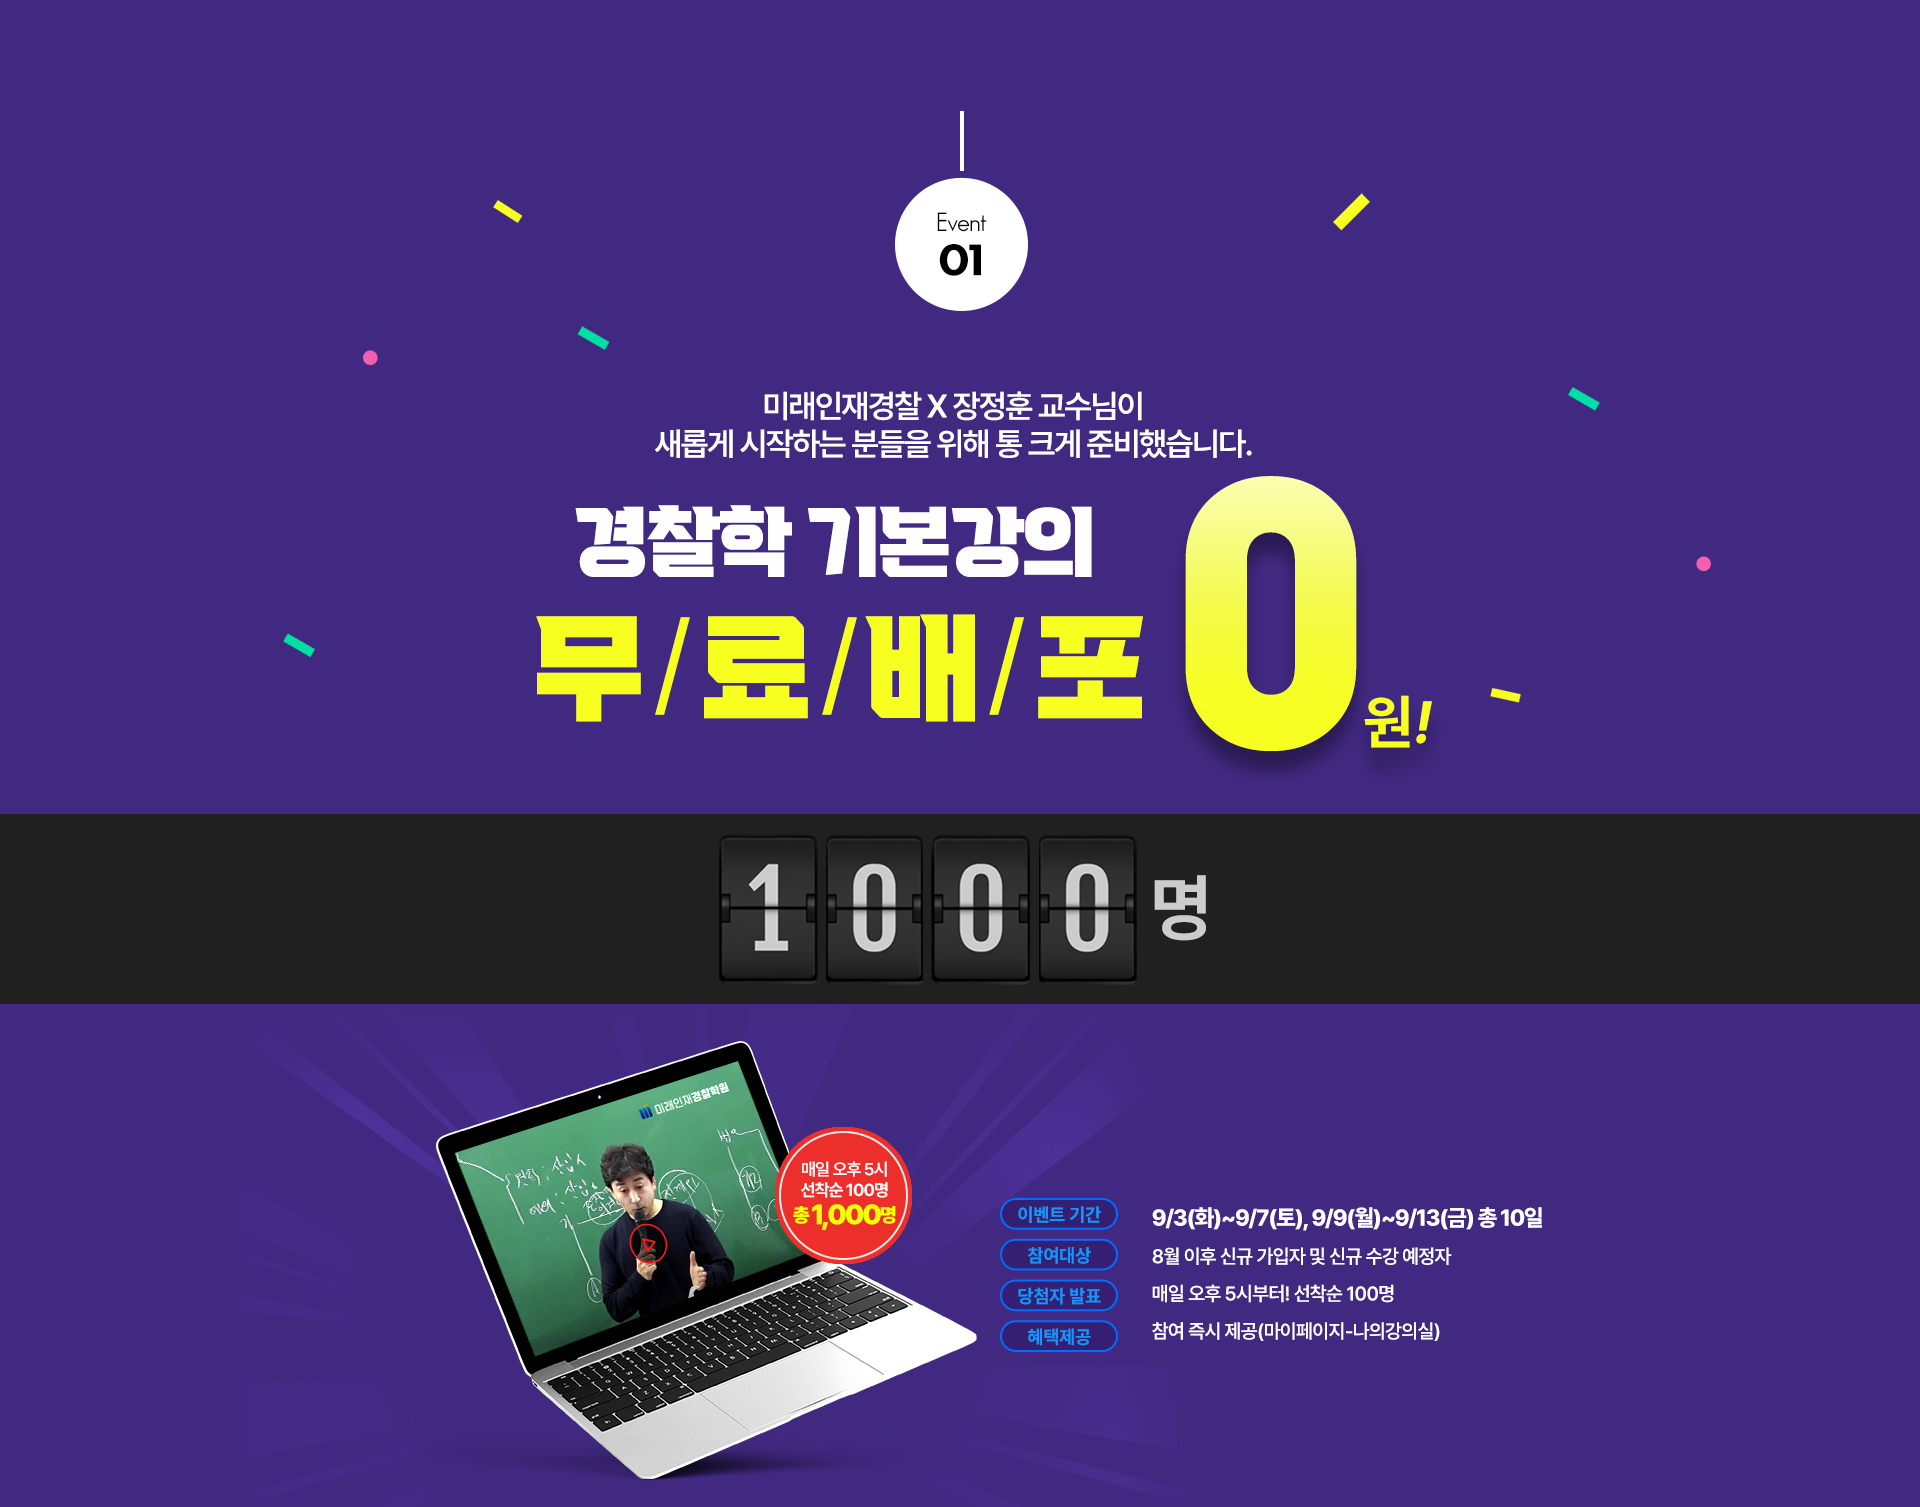 Event
01
미래인재경찰 X 장정훈 교수님이
새롭게 시작하는 분들을 위해 통 크게 준비했습니다.
경찰학 기본강의
무/료/배/포
0원!
1000명
미래인재경찰학원
매일 오후 5시
선착순 100명
총 1,000명
이벤트 기간 9/3(화)~9/7(토), 9/9(월)~9/13(금) 총 10일
참여대상 8월 이후 신규 가입자 및 신규 수강 예정자
당첨자 발표 매일 오후 5시부터! 선착순 100명
혜택제공 참여 즉시 제공(마이페이지-나의강의실)